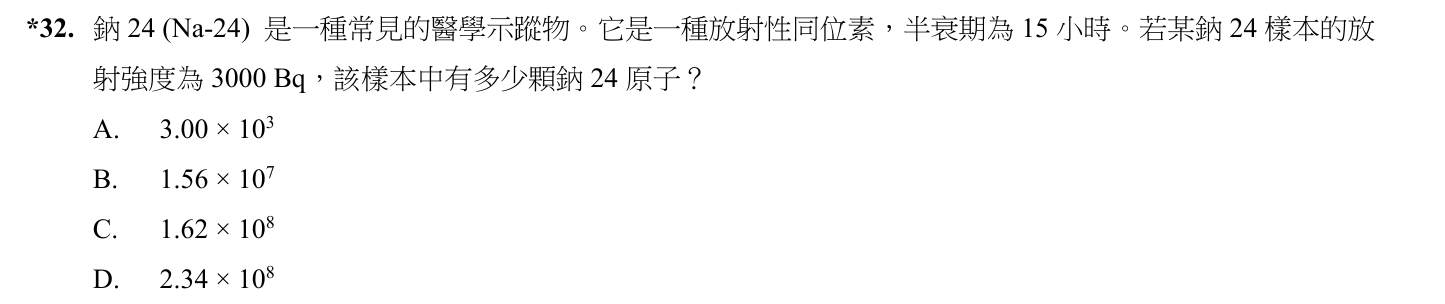 *32. 鈉 24 (Na-24) 是一種常見的醫學示蹤物。它是一種放射性同位素，半衰期為 15 小時。若某鈉 24 樣本的放
射強度為 3000 Bq，該樣本中有多少顆鈉 24 原子？
A. 3.00 × 10³
B. 1.56 × 10⁷
C. 1.62 × 10⁸
D. 2.34 × 10⁸